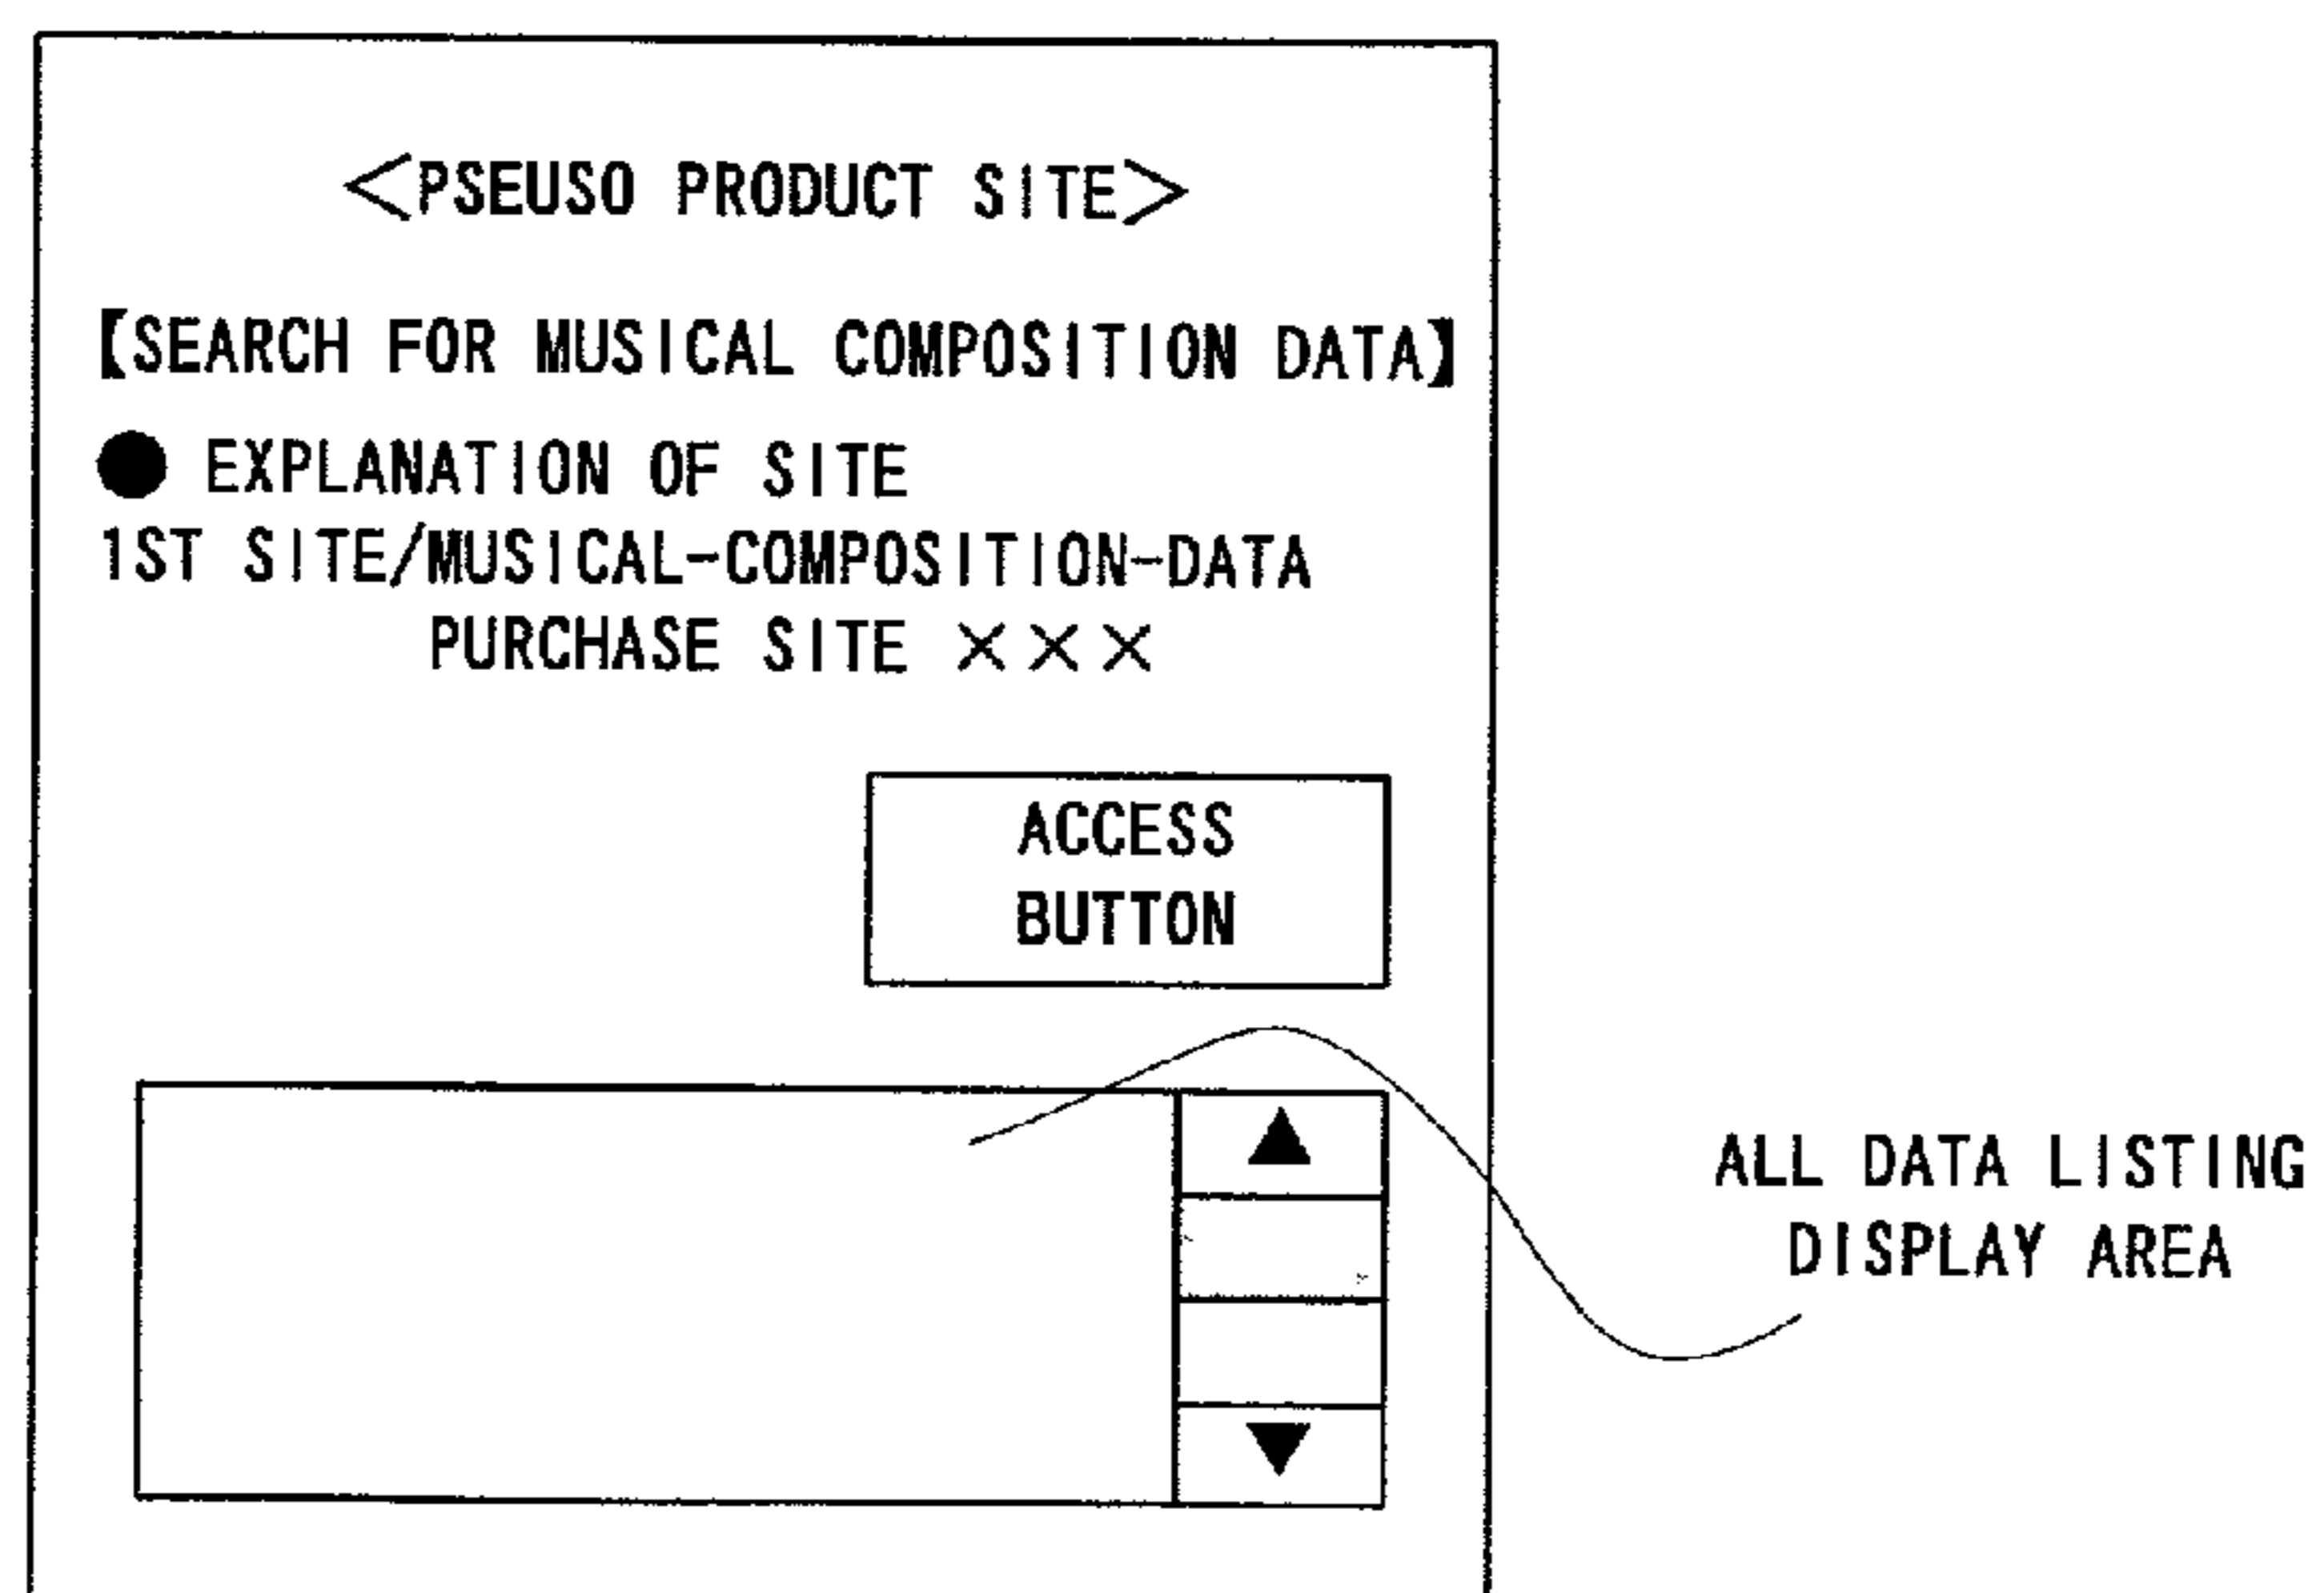 <PSEUSO PRODUCT SITE>
【SEARCH FOR MUSICAL COMPOSITION DATA】
● EXPLANATION OF SITE
1ST SITE/MUSICAL-COMPOSITION-DATA
PURCHASE SITE ×××
ACCESS
BUTTON
▲
▼
ALL DATA LISTING
DISPLAY AREA